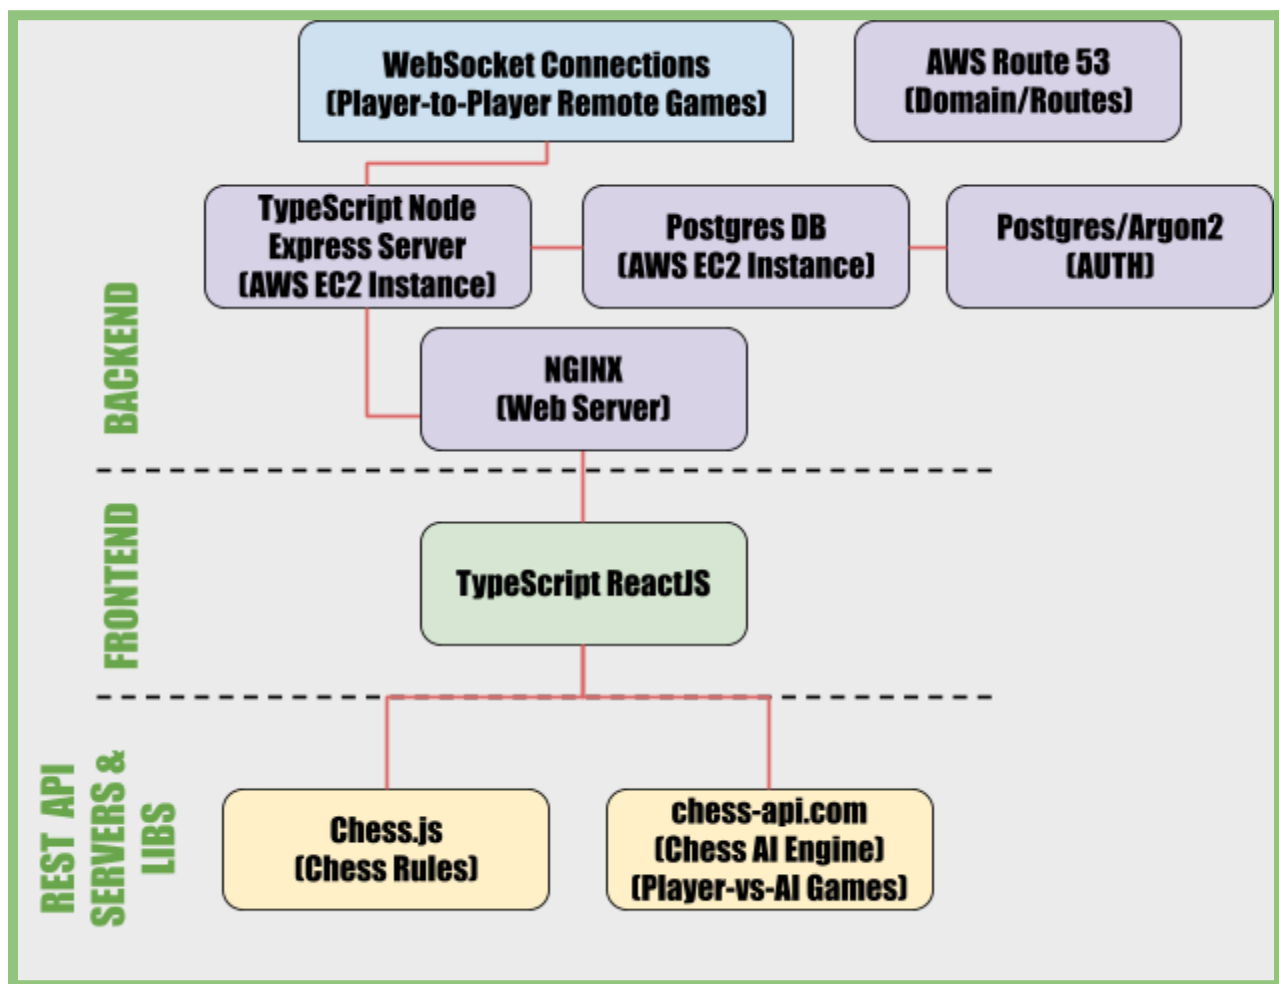 WebSocket Connections
(Player-to-Player Remote Games)
AWS Route 53
(Domain/Routes)
TypeScript Node
Express Server
(AWS EC2 Instance)
Postgres DB
(AWS EC2 Instance)
Postgres/Argon2
(AUTH)
BACKEND
NGINX
(Web Server)
FRONTEND
TypeScript ReactJS
REST API
SERVERS &
LIBS
Chess.js
(Chess Rules)
chess-api.com
(Chess AI Engine)
(Player-vs-AI Games)